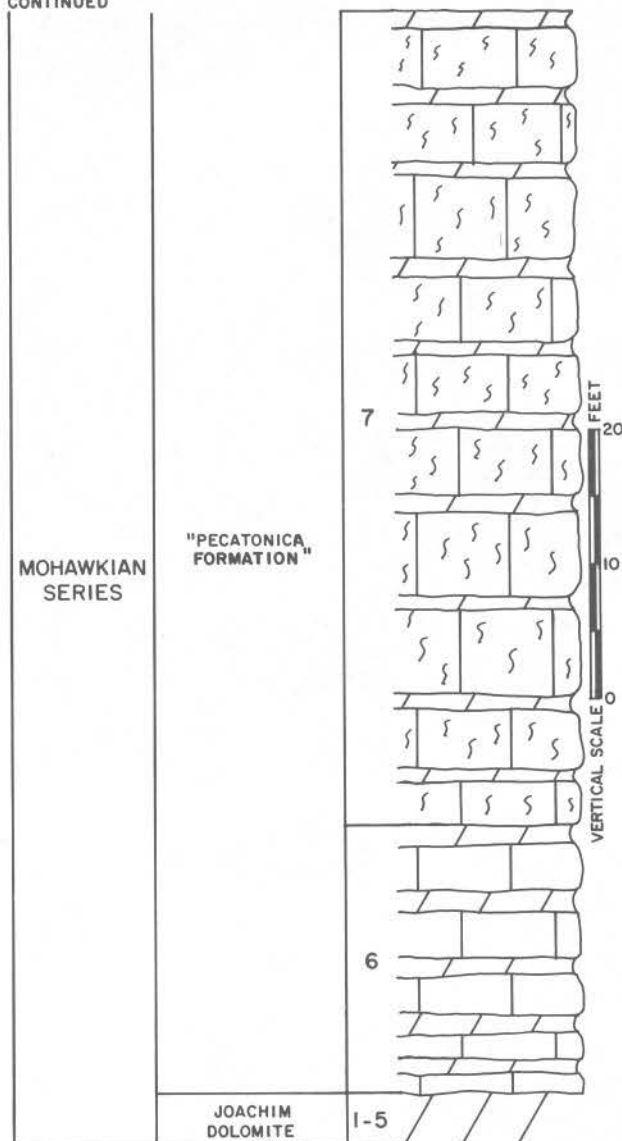 CONTINUED
MOHAWKIAN
SERIES
"PECATONICA
FORMATION"
7
6
JOACHIM
DOLOMITE
1-5
VERTICAL SCALE
FEET
20
10
0